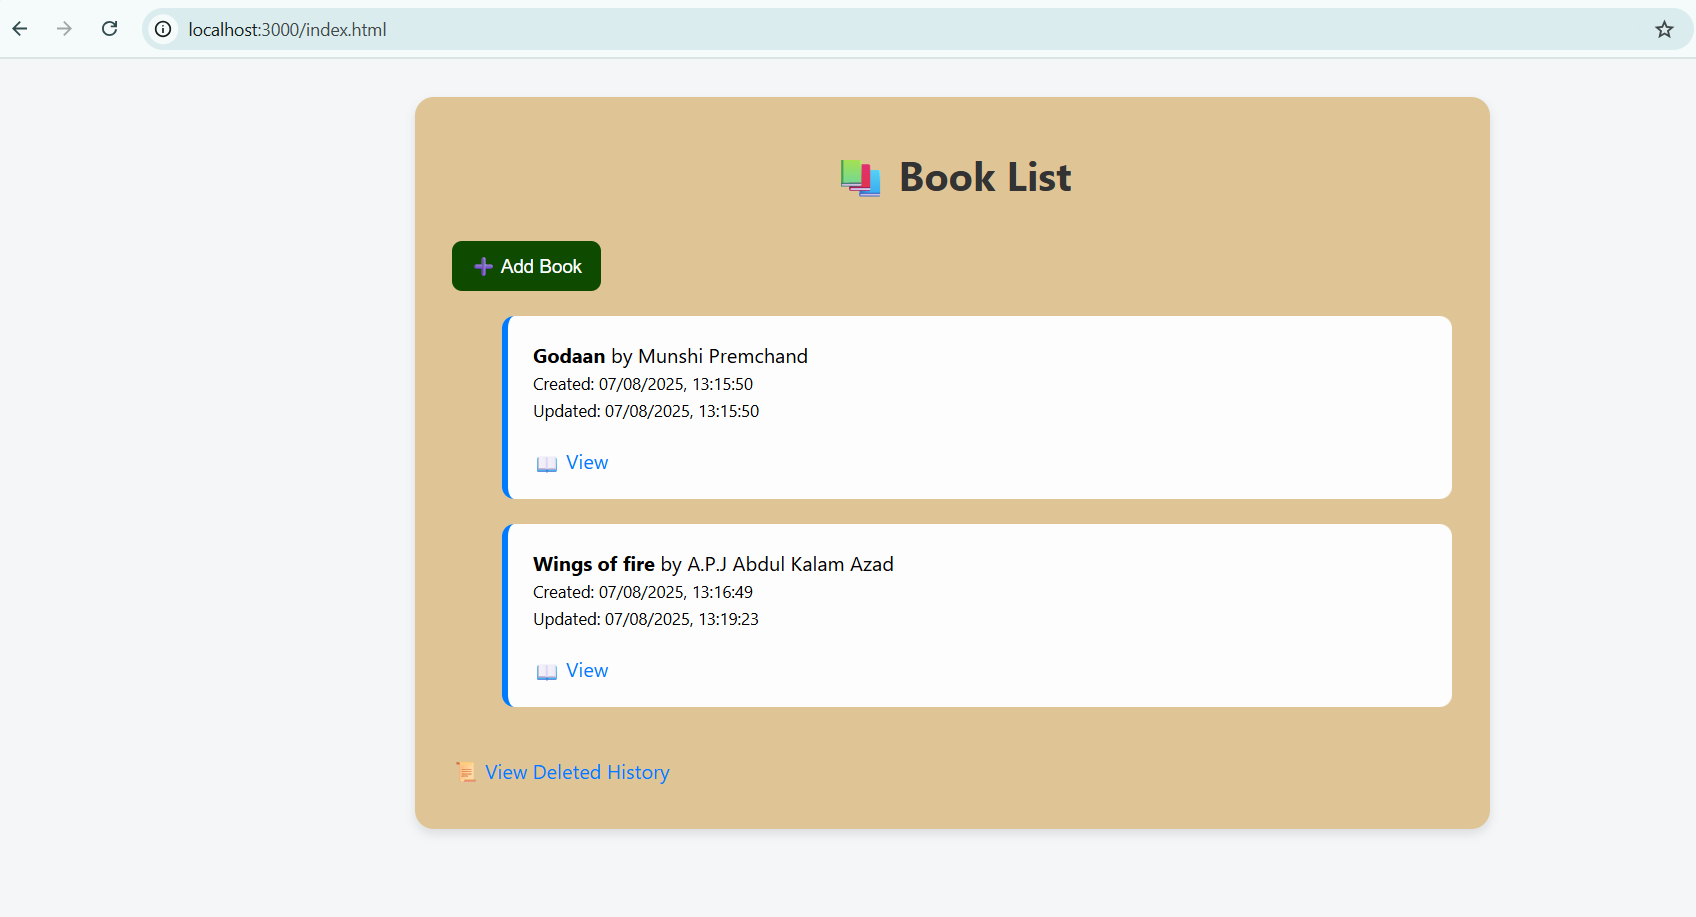 localhost:3000/index.html
Book List
Add Book
Godaan by Munshi Premchand
Created: 07/08/2025, 13:15:50
Updated: 07/08/2025, 13:15:50
View
Wings of fire by A.P.J Abdul Kalam Azad
Created: 07/08/2025, 13:16:49
Updated: 07/08/2025, 13:19:23
View
View Deleted History